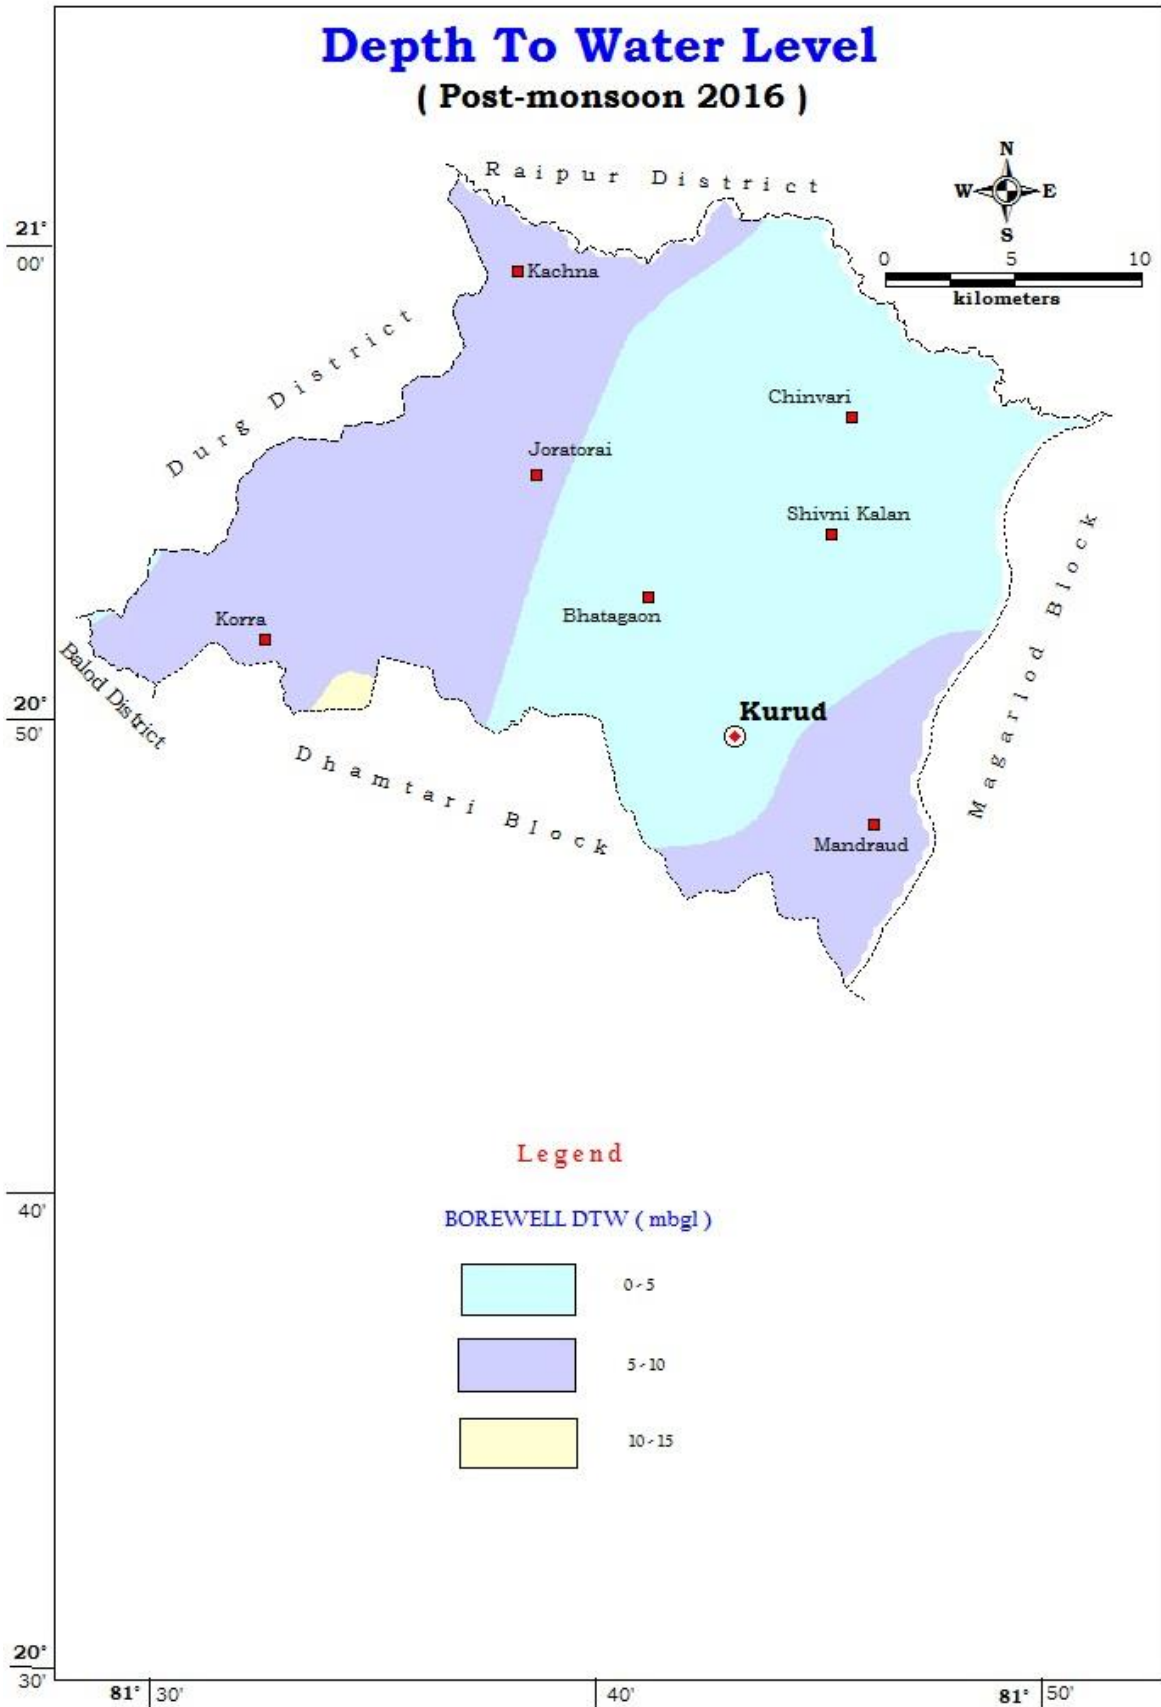 Depth To Water Level
( Post-monsoon 2016 )
Raipur District
N
W E
S
21°
00'
0 5 10
kilometers
Kachna
Durg District
Chinvari
Joratorai
Shivni Kalan
Magarlod Block
Bhatagaon
Korra
Balod District
20°
50'
Kurud
Dhamtari Block
Mandraud
Legend
40'
BOREWELL DTW ( mbgl )
0 - 5
5 - 10
10 - 15
20°
30'
81° 30' 40' 81° 50'